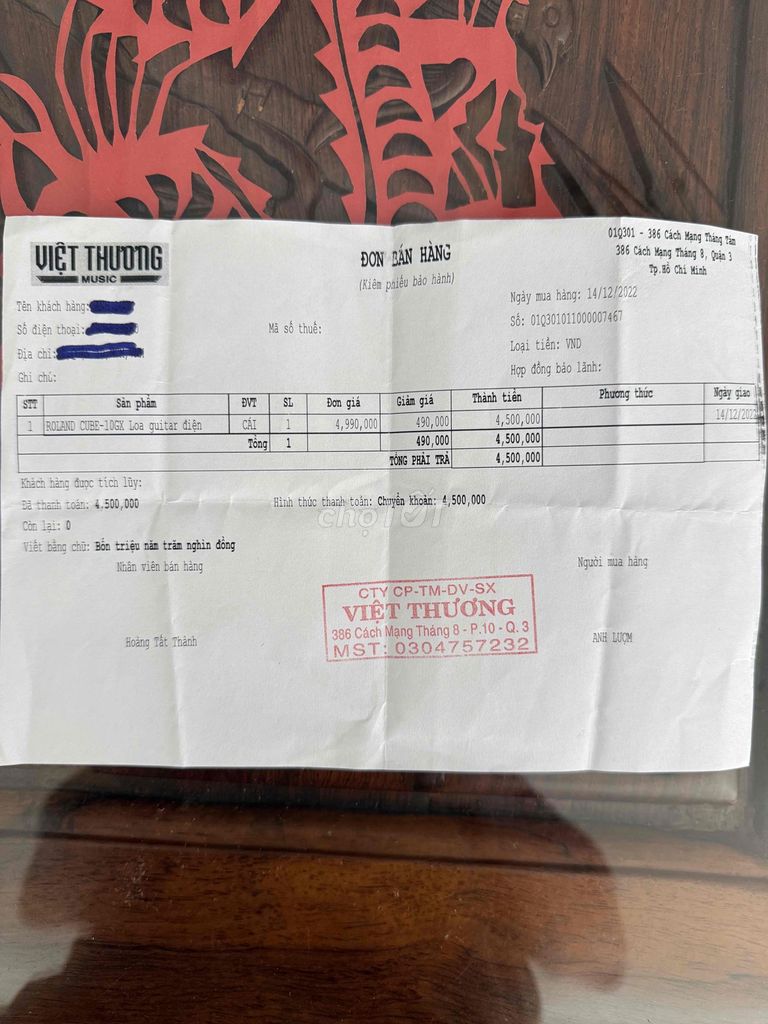 VIỆT THƯƠNG
MUSIC
ĐƠN BÁN HÀNG
(Kiêm phiếu bảo hành)
01Q301 - 386 Cách Mạng Tháng Tám
386 Cách Mạng Tháng 8, Quận 3
Tp.Hồ Chí Minh
Tên khách hàng:
Số điện thoại:
Mã số thuế:
Địa chỉ:
Ghi chú:
Ngày mua hàng: 14/12/2022
Số: 01Q301011000007467
Loại tiền: VND
Hợp đồng bảo lãnh:
STT Sản phẩm ĐVT SL Đơn giá Giảm giá Thành tiền Phương thức Ngày giao
1 ROLAND CUBE-10GX Loa guitar điện CÁI 1 4,990,000 490,000 4,500,000 14/12/2022
Tổng 1 490,000 4,500,000
TỔNG PHẢI TRẢ 4,500,000
Khách hàng được tích lũy:
Đã thanh toán: 4.500,000 Hình thức thanh toán: Chuyển khoản: 4,500,000
Còn lại: 0
chợTỐT
Viết bằng chữ: Bốn triệu năm trăm nghìn đồng
Nhân viên bán hàng Người mua hàng
CTY CP-TM-DV-SX
VIỆT THƯƠNG
386 Cách Mạng Tháng 8 - P.10 - Q. 3
MST: 0304757232
Hoàng Tất Thành ANH LƯỢM